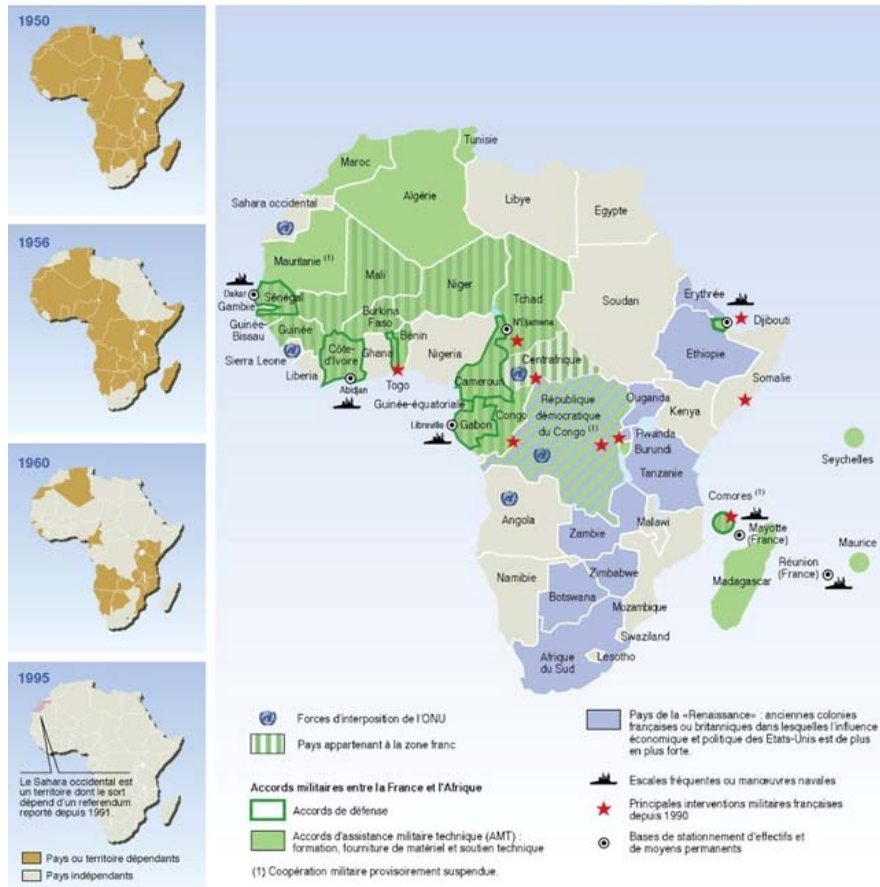 1950
1956
1960
1995
Le Sahara occidental est
un territoire dont le sort
dépend d'un referendum
reporté depuis 1991.
Pays ou territoire dépendants
Pays indépendants
Tunisie
Maroc
Algérie
Libye
Egypte
Sahara occidental
Mauritanie (1)
Mali
Niger
Tchad
Soudan
Erythrée
Djibouti
Dakar
Sénégal
Gambie
Guinée-
Bissau
Guinée
Burkina
Faso
Bénin
N'Djamena
Sierra Leone
Côte-
d'Ivoire
Ghana
Nigeria
Centrafrique
Ethiopie
Liberia
Abidjan
Togo
Cameroun
Somalie
Guinée-équatoriale
Libreville
Gabon
Congo
République
démocratique
du Congo (1)
Ouganda
Kenya
Rwanda
Burundi
Tanzanie
Seychelles
Comores (1)
Angola
Zambie
Malawi
Mayotte
(France)
Maurice
Réunion
(France)
Madagascar
Namibie
Zimbabwe
Botswana
Mozambique
Swaziland
Afrique
du Sud
Lesotho
Forces d'interposition de l'ONU
Pays appartenant à la zone franc
Accords militaires entre la France et l'Afrique
Accords de défense
Accords d'assistance militaire technique (AMT) :
formation, fourniture de matériel et soutien technique
(1) Coopération militaire provisoirement suspendue.
Pays de la «Renaissance» : anciennes colonies
françaises ou britanniques dans lesquelles l'influence
économique et politique des Etats-Unis est de plus
en plus forte.
Escales fréquentes ou manœuvres navales
Principales interventions militaires françaises
depuis 1990
Bases de stationnement d'effectifs et
de moyens permanents